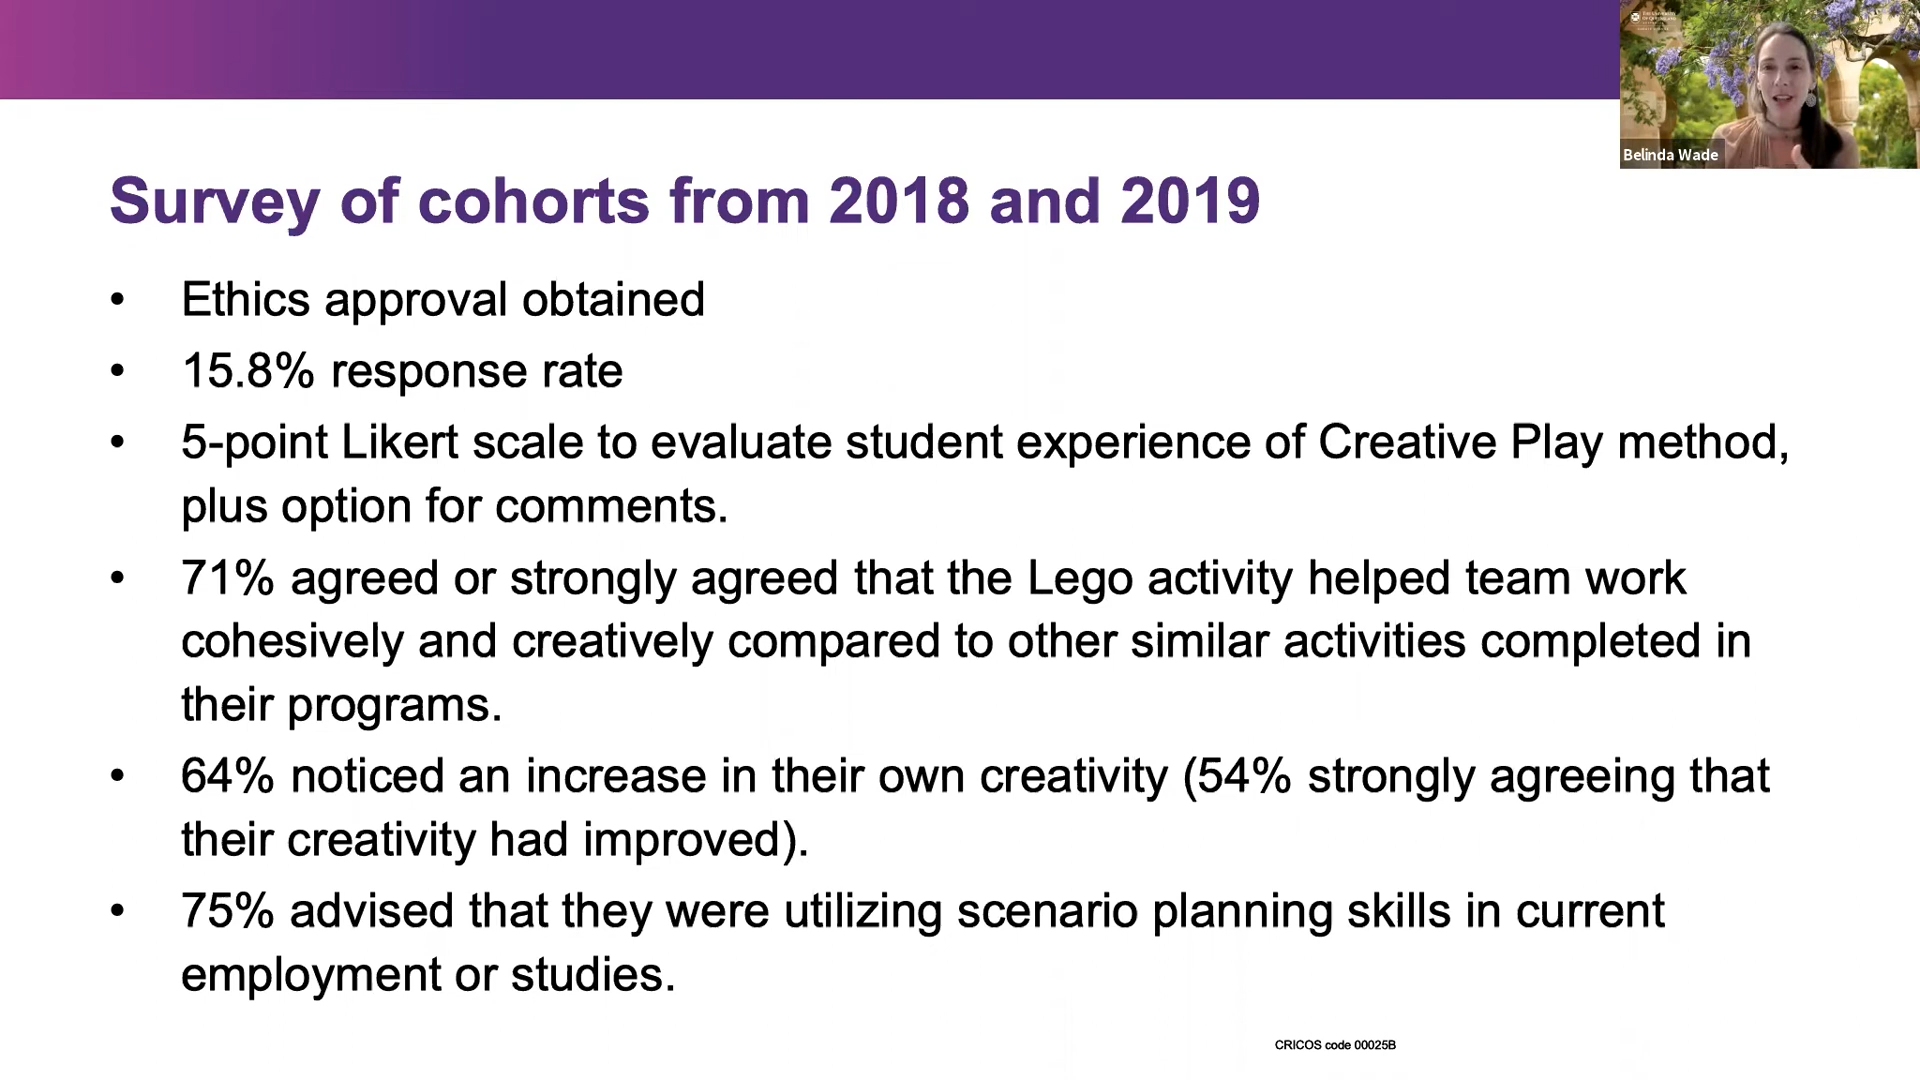 Belinda Wade
Survey of cohorts from 2018 and 2019
• Ethics approval obtained
• 15.8% response rate
• 5-point Likert scale to evaluate student experience of Creative Play method,
plus option for comments.
• 71% agreed or strongly agreed that the Lego activity helped team work
cohesively and creatively compared to other similar activities completed in
their programs.
• 64% noticed an increase in their own creativity (54% strongly agreeing that
their creativity had improved).
• 75% advised that they were utilizing scenario planning skills in current
employment or studies.
CRICOS code 00025B